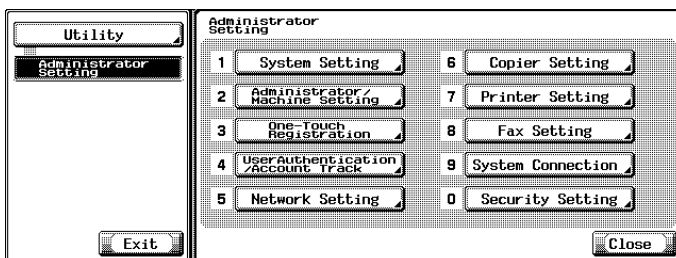 Utility
Administrator
Setting
Exit
Administrator
Setting
1 System Setting
2 Administrator/
Machine Setting
3 One-Touch
Registration
4 UserAuthentication
/Account Track
5 Network Setting
6 Copier Setting
7 Printer Setting
8 Fax Setting
9 System Connection
0 Security Setting
Close